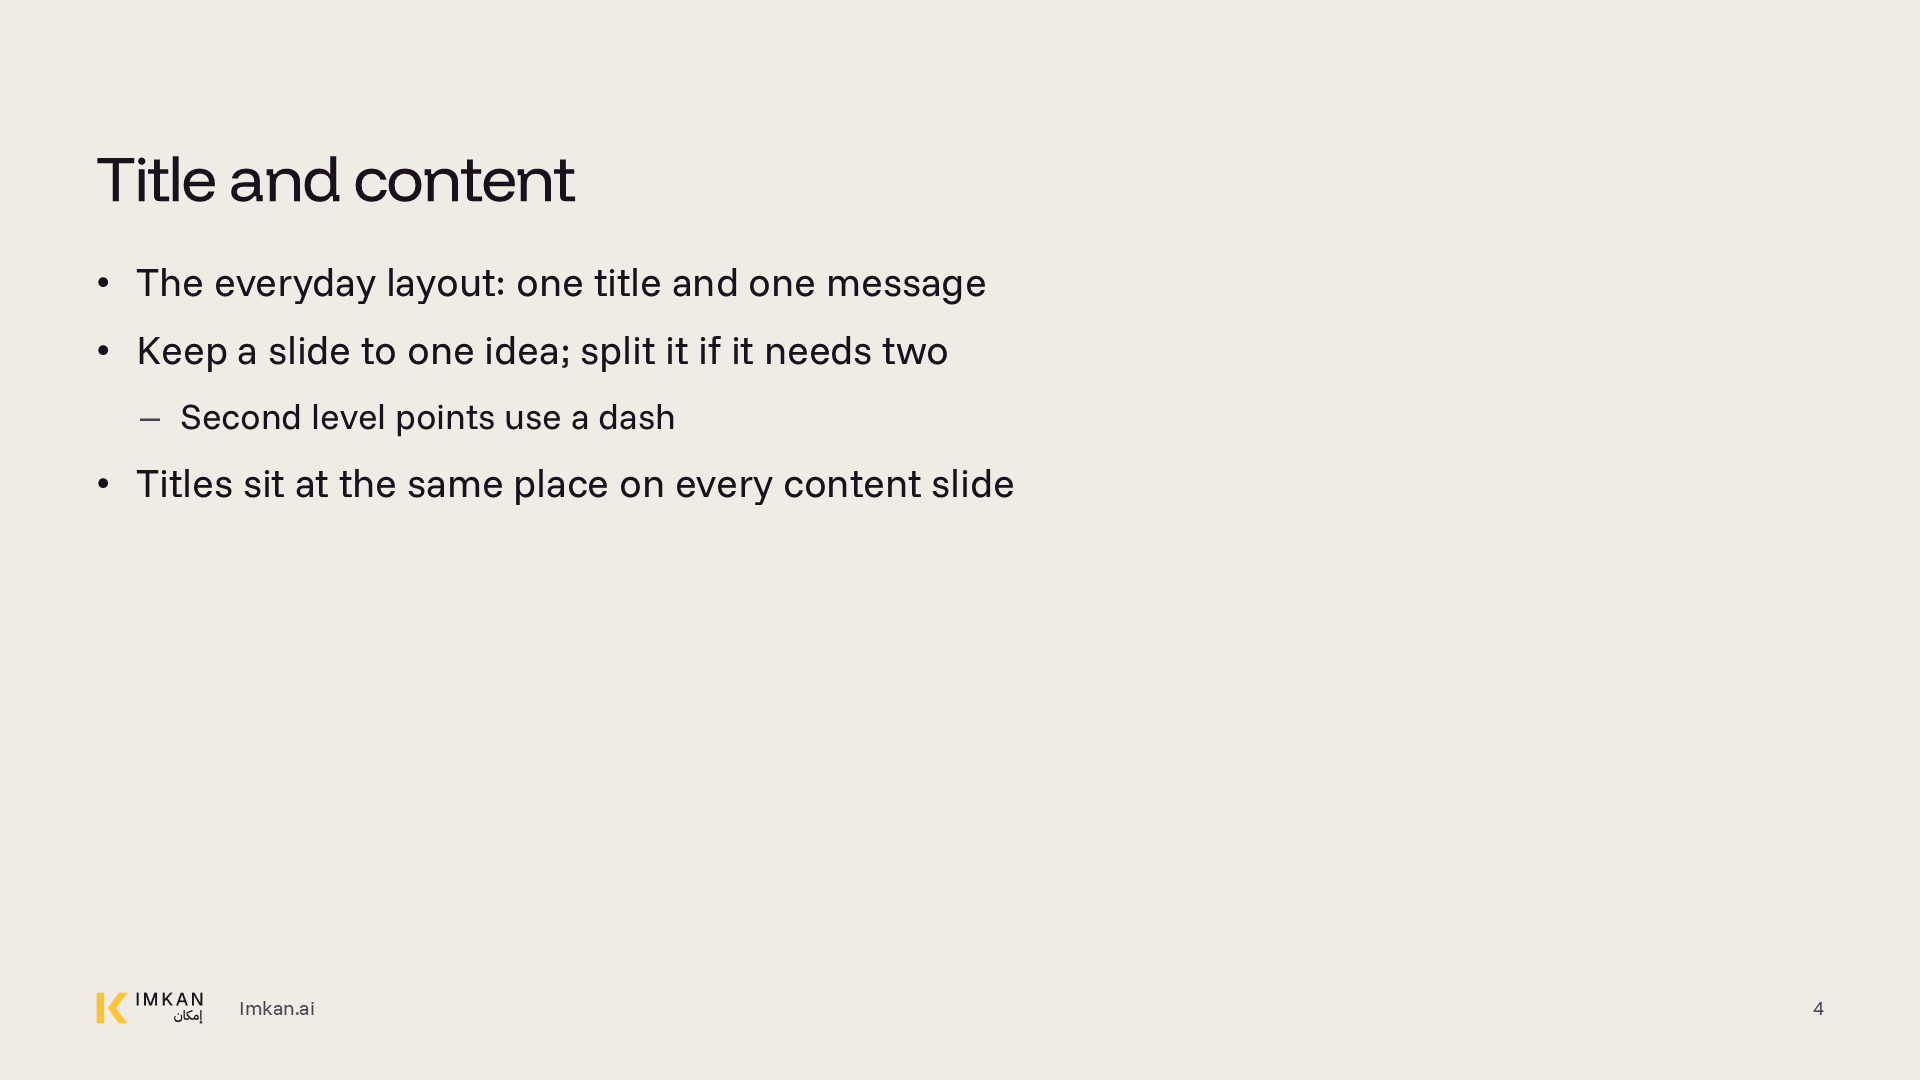 Title and content
• The everyday layout: one title and one message
• Keep a slide to one idea; split it if it needs two
– Second level points use a dash
• Titles sit at the same place on every content slide
IMKAN
إمكان
Imkan.ai
4